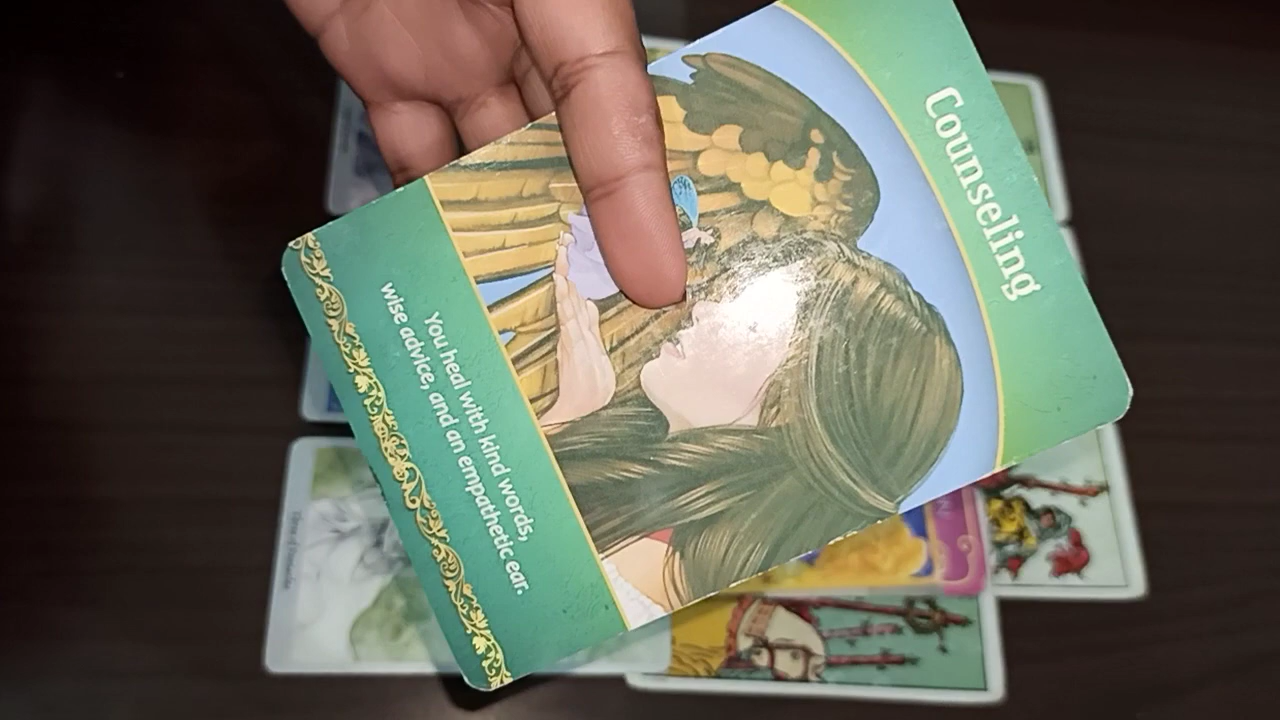 Counseling
You heal with kind words,
wise advice, and an empathetic ear.